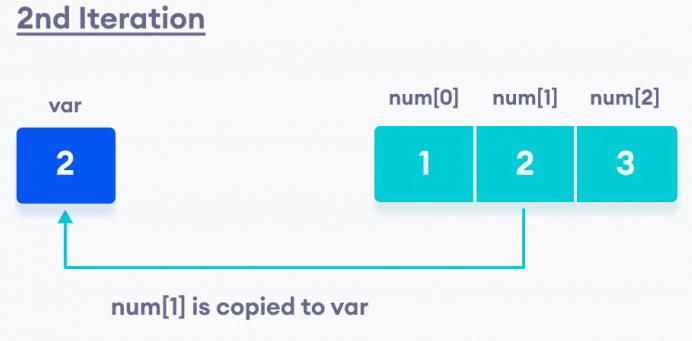 2nd Iteration
var
num[0] num[1] num[2]
2
1 2 3
num[1] is copied to var